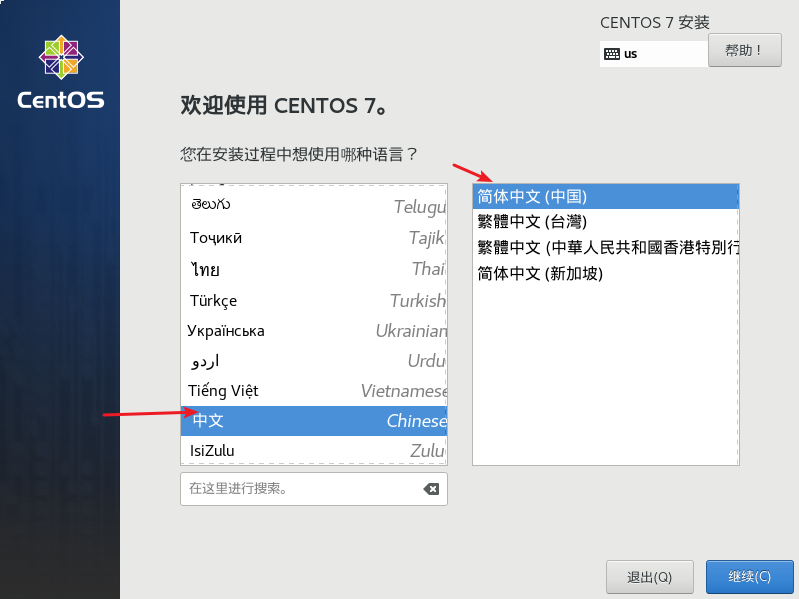 CentOS
CENTOS 7 安装
us
帮助！
欢迎使用 CENTOS 7。
您在安装过程中想使用哪种语言？
తెలుగు Telugu
Тоҷикӣ Tajik
ไทย Thai
Türkçe Turkish
Українська Ukrainian
اردو Urdu
Tiếng Việt Vietnamese
中文 Chinese
IsiZulu Zulu
简体中文 (中国)
繁體中文 (台灣)
繁體中文 (中華人民共和國香港特別行
简体中文 (新加坡)
在这里进行搜索。
退出(Q)
继续(C)